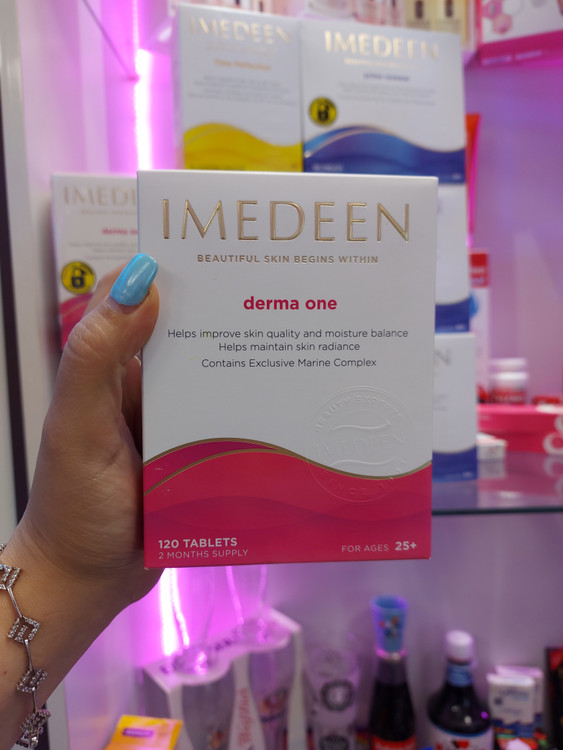 IMEDEEN
IMEDEEN
IMEDEEN
BEAUTIFUL SKIN BEGINS WITHIN
derma one
Helps improve skin quality and moisture balance
Helps maintain skin radiance
Contains Exclusive Marine Complex
IMEDEEN
120 TABLETS
2 MONTHS SUPPLY
FOR AGES 25+